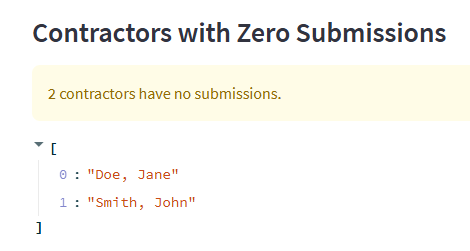 Contractors with Zero Submissions
2 contractors have no submissions.
[
0 : "Doe, Jane"
1 : "Smith, John"
]